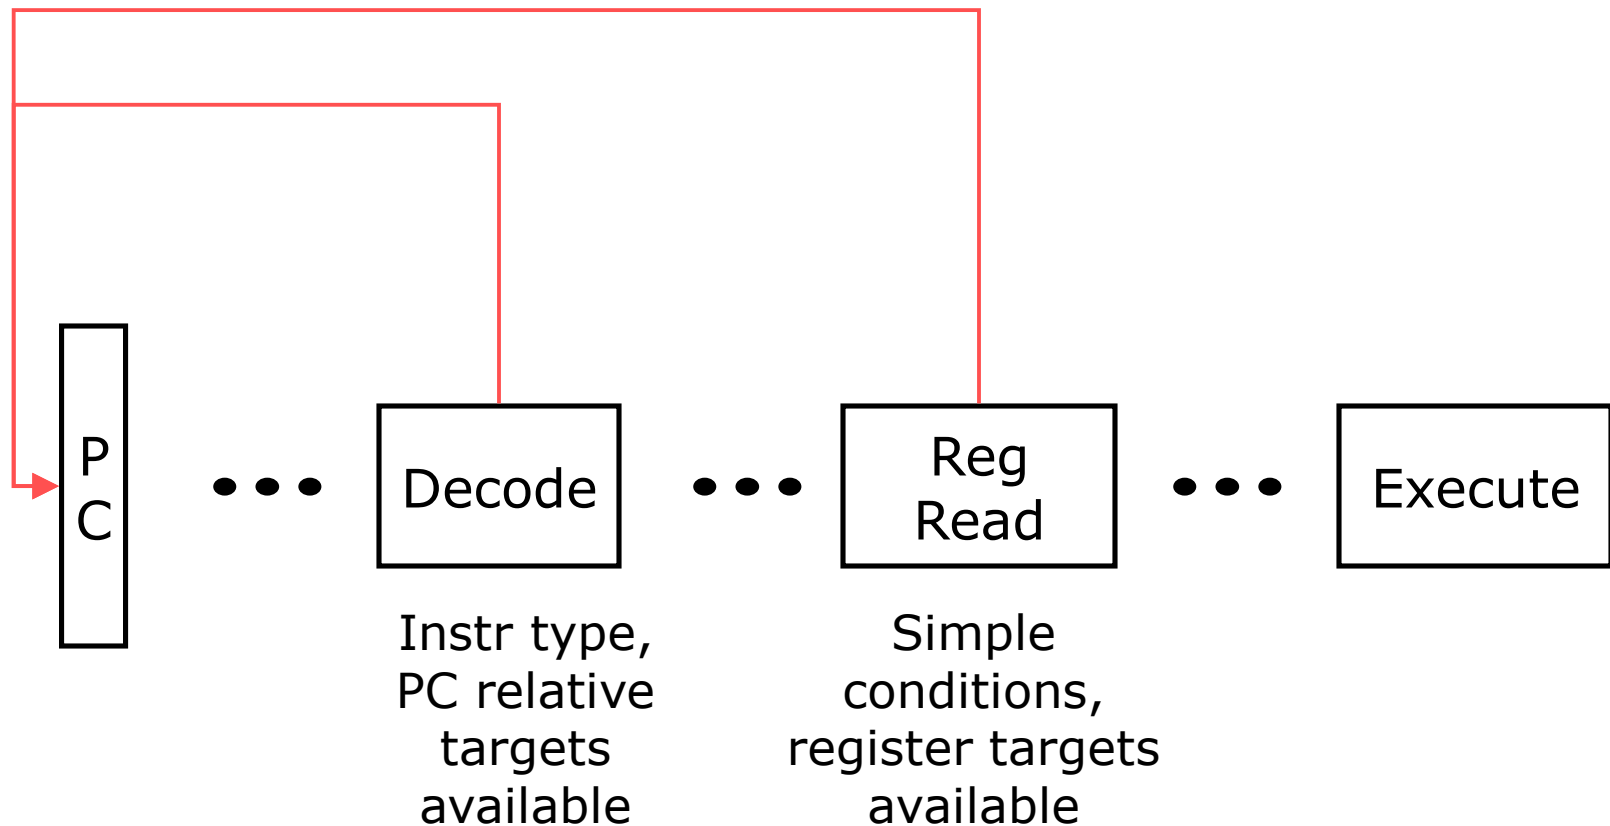 P
C
Decode
Reg
Read
Execute
Instr type,
PC relative
targets
available
Simple
conditions,
register targets
available